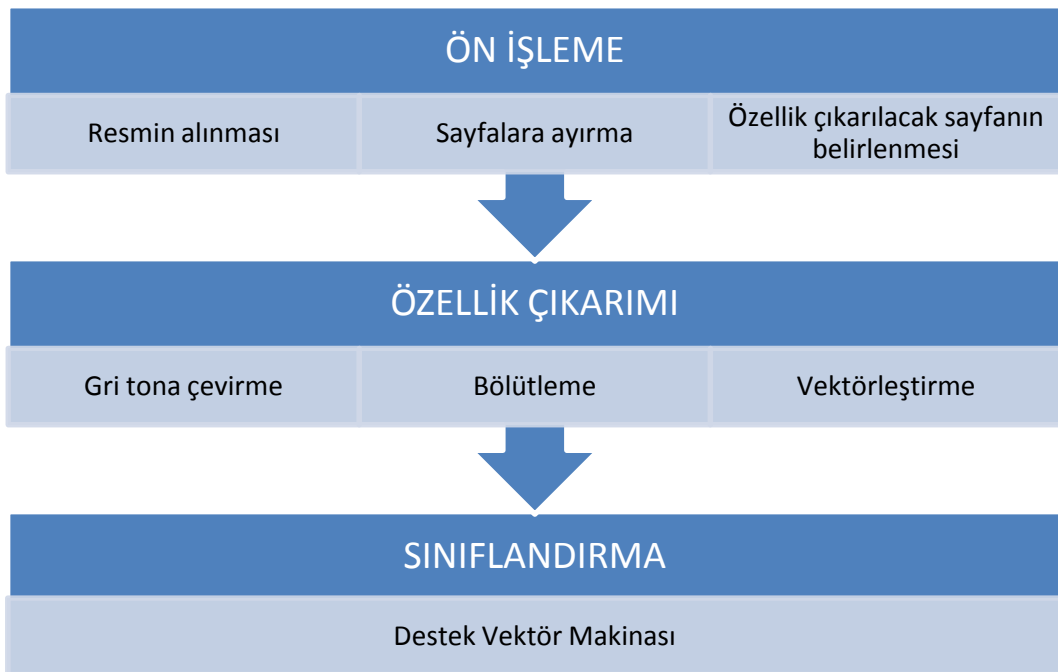 ÖN İŞLEME
Resmin alınması
Sayfalara ayırma
Özellik çıkarılacak sayfanın
belirlenmesi
ÖZELLİK ÇIKARIMI
Gri tona çevirme
Bölütleme
Vektörleştirme
SINIFLANDIRMA
Destek Vektör Makinası